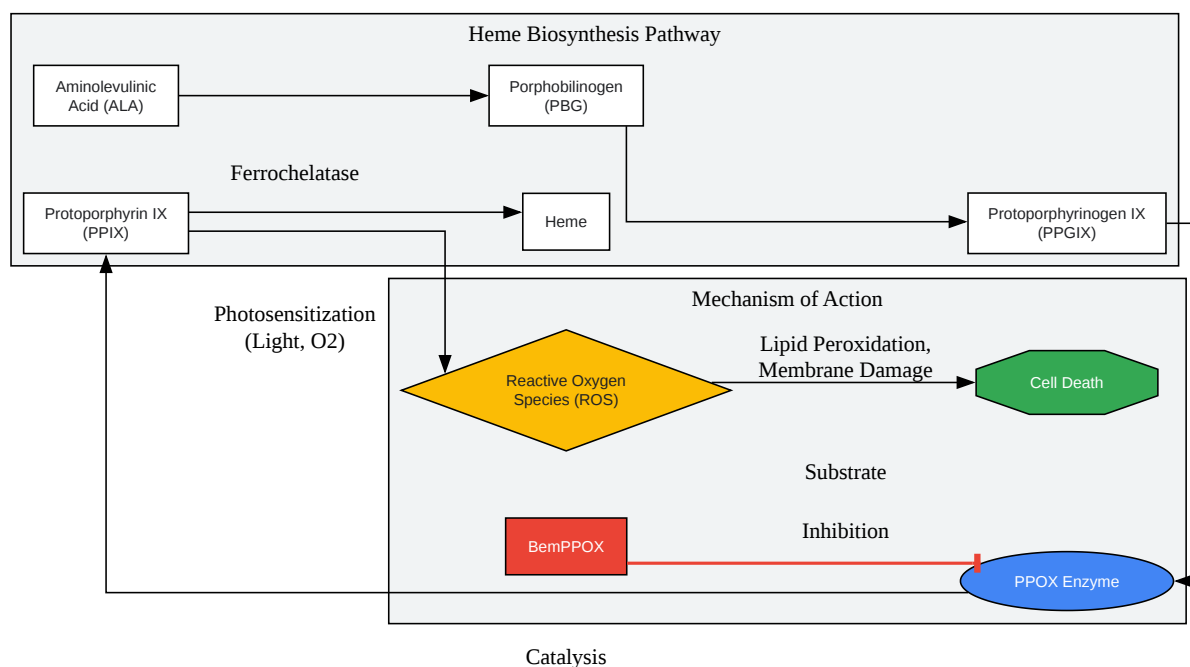 Heme Biosynthesis Pathway
Aminolevulinic
Acid (ALA)
Porphobilinogen
(PBG)
Ferrochelatase
Protoporphyrin IX
(PPIX)
Heme
Protoporphyrinogen IX
(PPGIX)
Mechanism of Action
Photosensitization
(Light, O2)
Lipid Peroxidation,
Membrane Damage
Reactive Oxygen
Species (ROS)
Cell Death
Substrate
Inhibition
BemPPOX
PPOX Enzyme
Catalysis